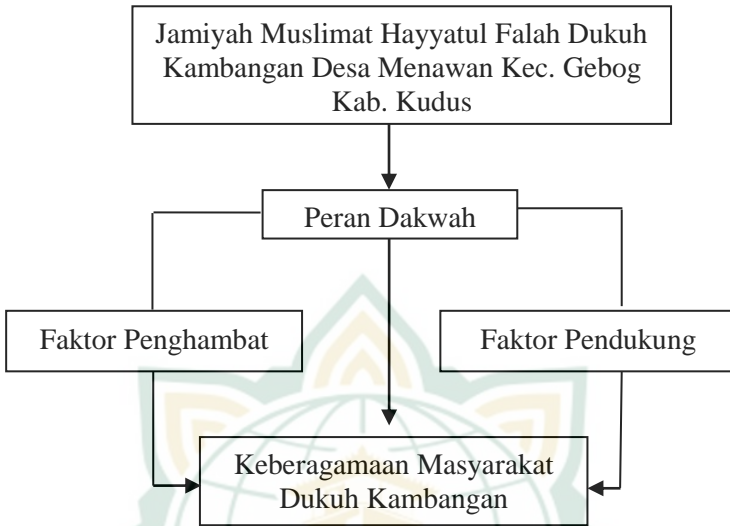 Jamiyah Muslimat Hayyatul Falah Dukuh
Kambangan Desa Menawan Kec. Gebog
Kab. Kudus
Peran Dakwah
Faktor Penghambat
Faktor Pendukung
Keberagamaan Masyarakat
Dukuh Kambangan